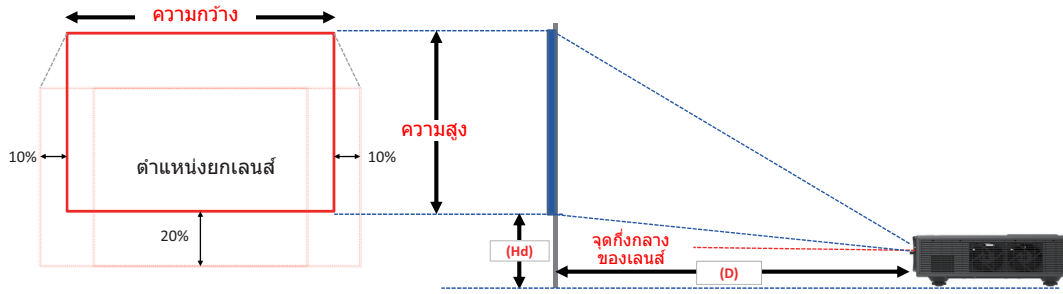 ความกว้าง
ความสูง
10%
ตำแหน่งยกเลนส์
10%
20%
(Hd)
จุดกึ่งกลาง
ของเลนส์
(D)